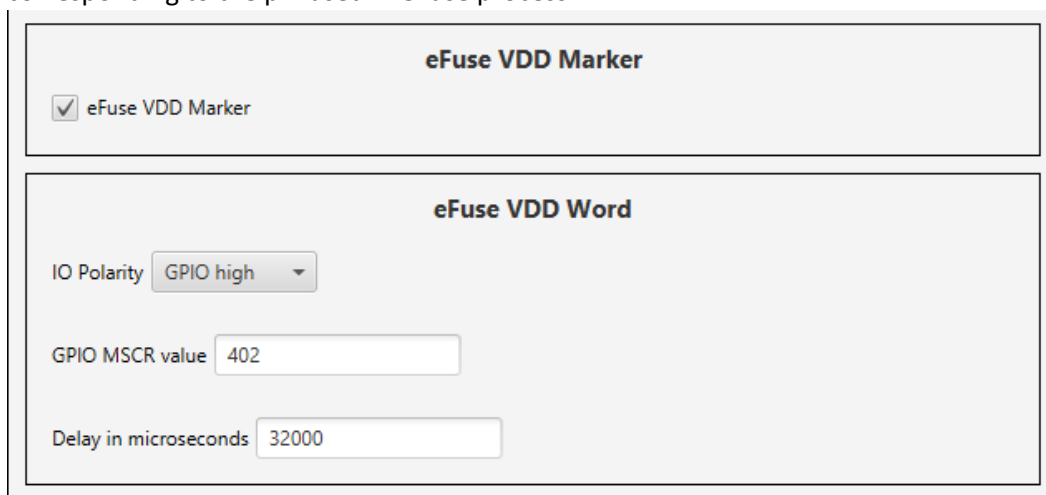 eFuse VDD Marker
eFuse VDD Marker
eFuse VDD Word
IO Polarity GPIO high
GPIO MSCR value 402
Delay in microseconds 32000